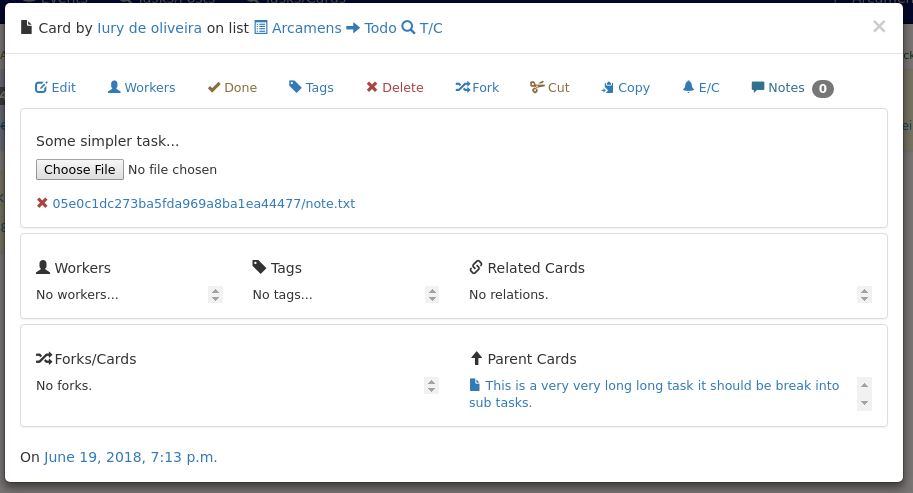 Card by Iury de oliveira on list Arcamens Todo T/C ×
Edit Workers Done Tags Delete Fork Cut Copy E/C Notes 0
Some simpler task...
Choose File No file chosen
05e0c1dc273ba5fda969a8ba1ea44477/note.txt
Workers Tags Related Cards
No workers... No tags... No relations.
Forks/Cards Parent Cards
No forks. This is a very very long long task it should be break into
sub tasks.
On June 19, 2018, 7:13 p.m.